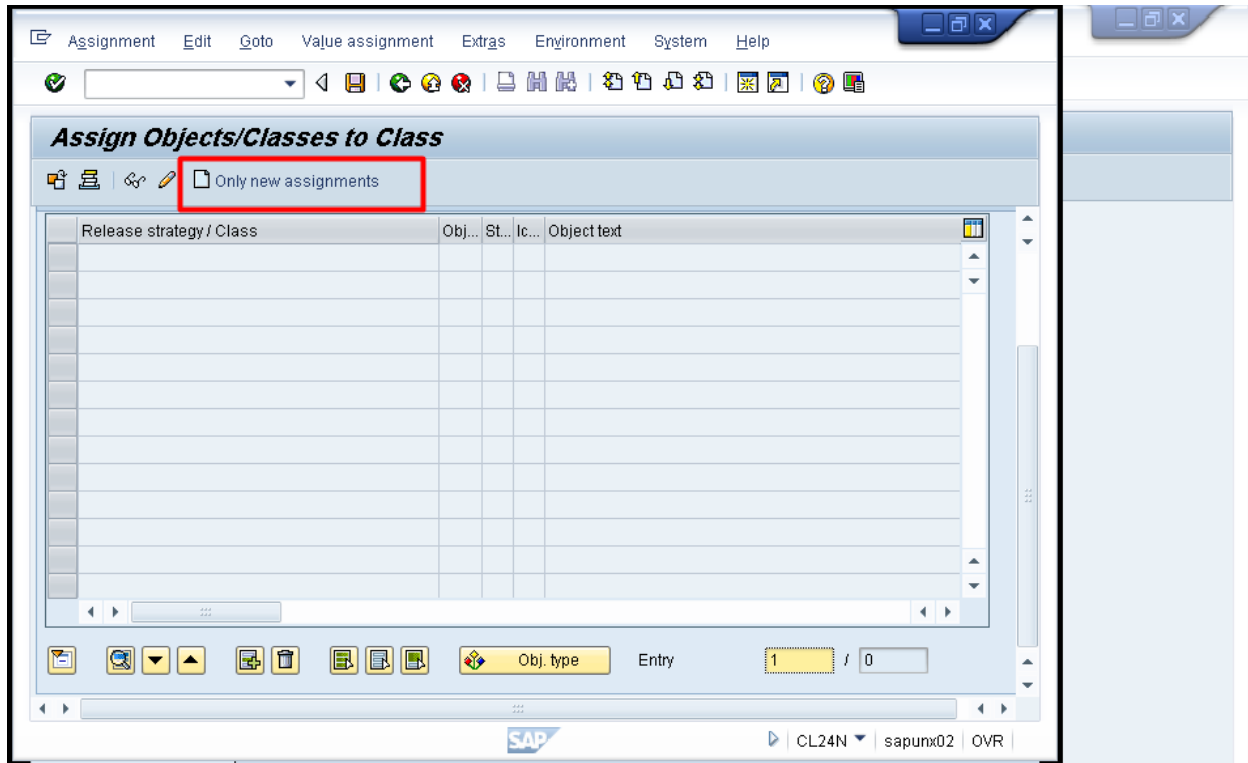 Assignment Edit Goto Value assignment Extras Environment System Help
Assign Objects/Classes to Class
Only new assignments
Release strategy / Class Obj... St... Ic... Object text
Obj. type Entry 1 / 0
SAP CL24N sapunx02 OVR